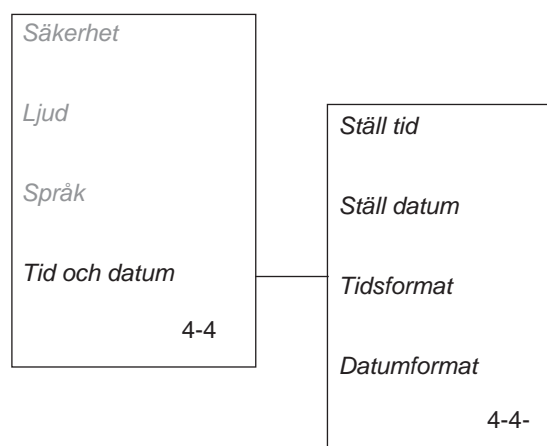 Säkerhet
Ljud
Språk
Tid och datum
4-4
Ställ tid
Ställ datum
Tidsformat
Datumformat
4-4-